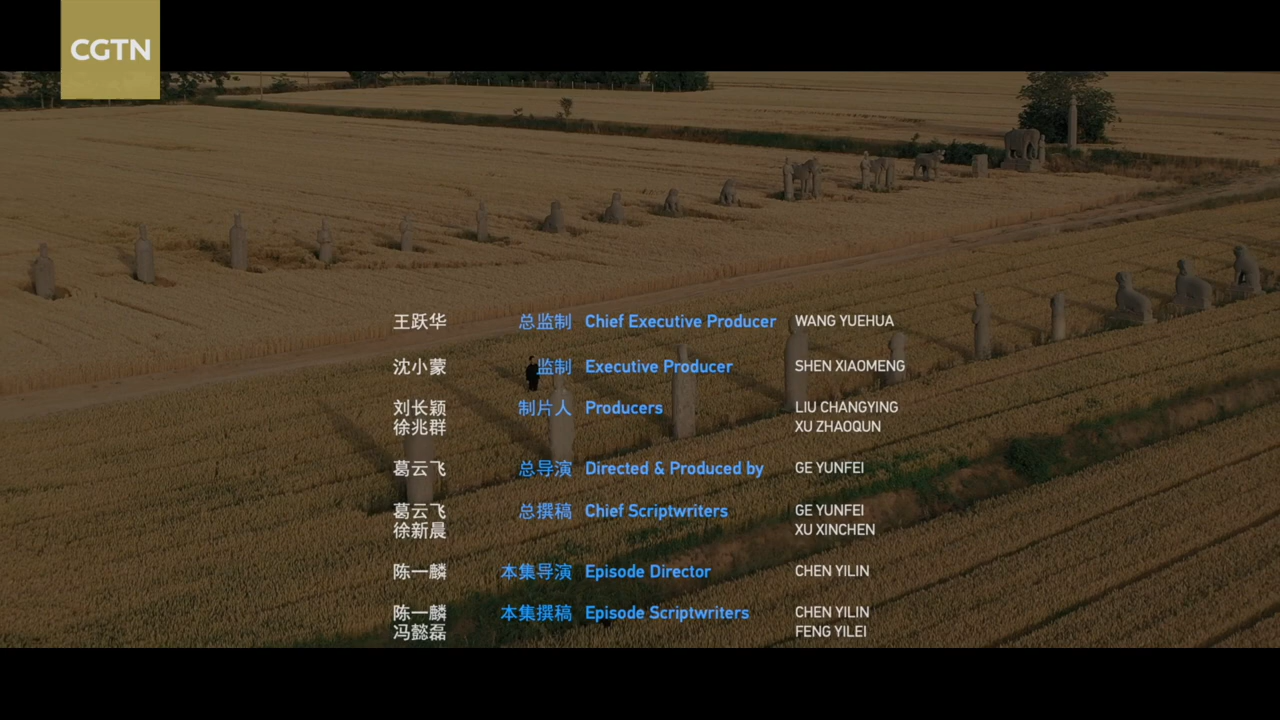 CGTN
王跃华 总监制 Chief Executive Producer WANG YUEHUA
沈小蒙 监制 Executive Producer SHEN XIAOMENG
刘长颖 制片人 Producers LIU CHANGYING
徐兆群 XU ZHAOQUN
葛云飞 总导演 Directed & Produced by GE YUNFEI
葛云飞 总撰稿 Chief Scriptwriters GE YUNFEI
徐新晨 XU XINCHEN
陈一麟 本集导演 Episode Director CHEN YILIN
陈一麟 本集撰稿 Episode Scriptwriters CHEN YILIN
冯懿磊 FENG YILEI